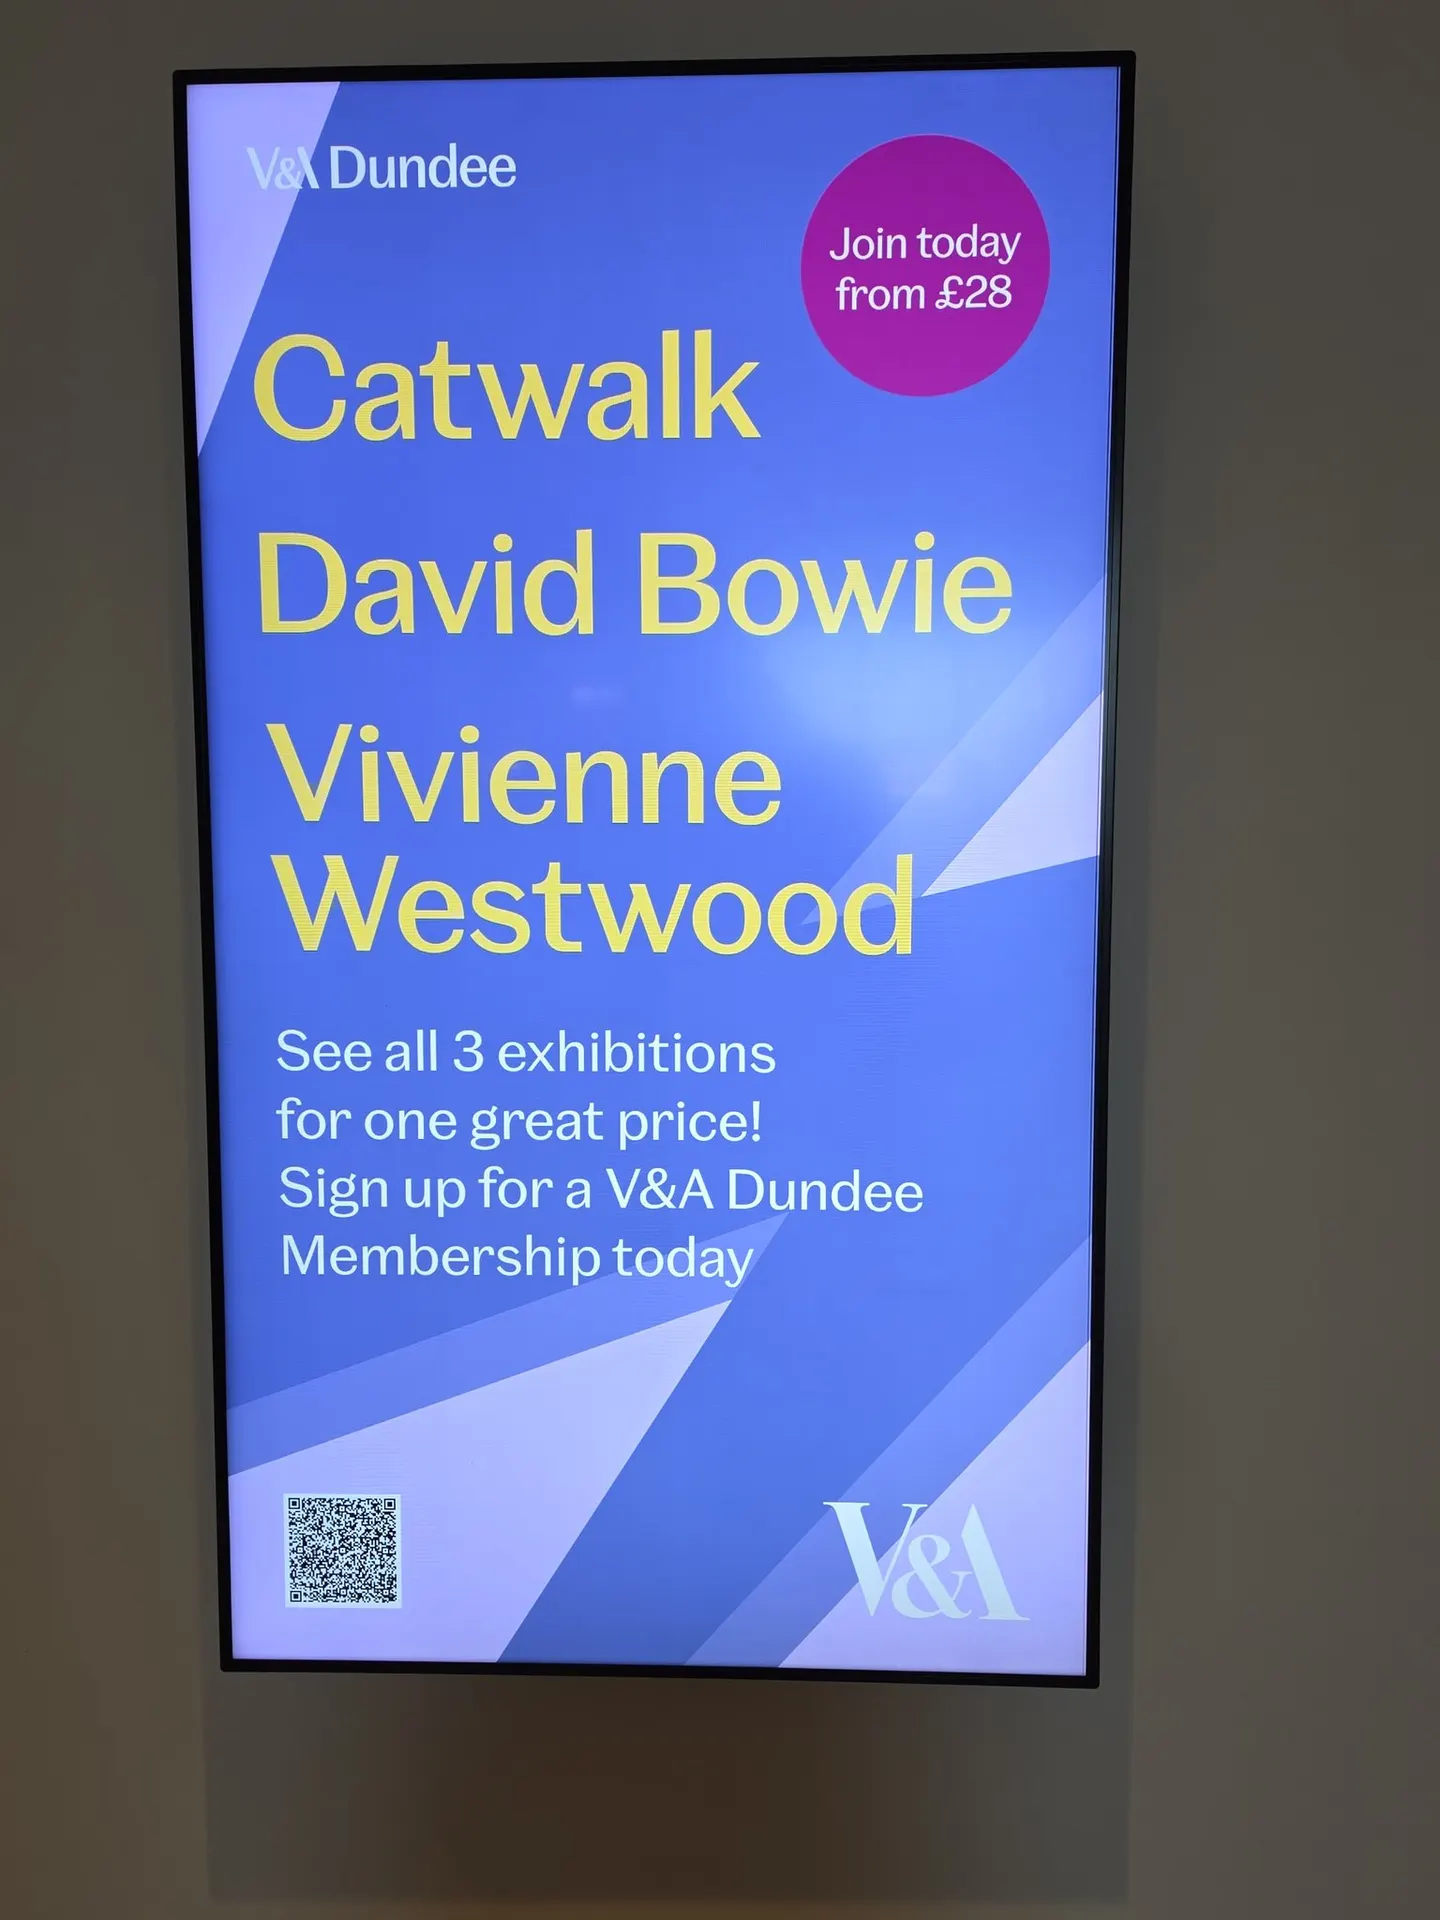 V&A Dundee
Join today
from £28
Catwalk
David Bowie
Vivienne
Westwood
See all 3 exhibitions
for one great price!
Sign up for a V&A Dundee
Membership today
V&A